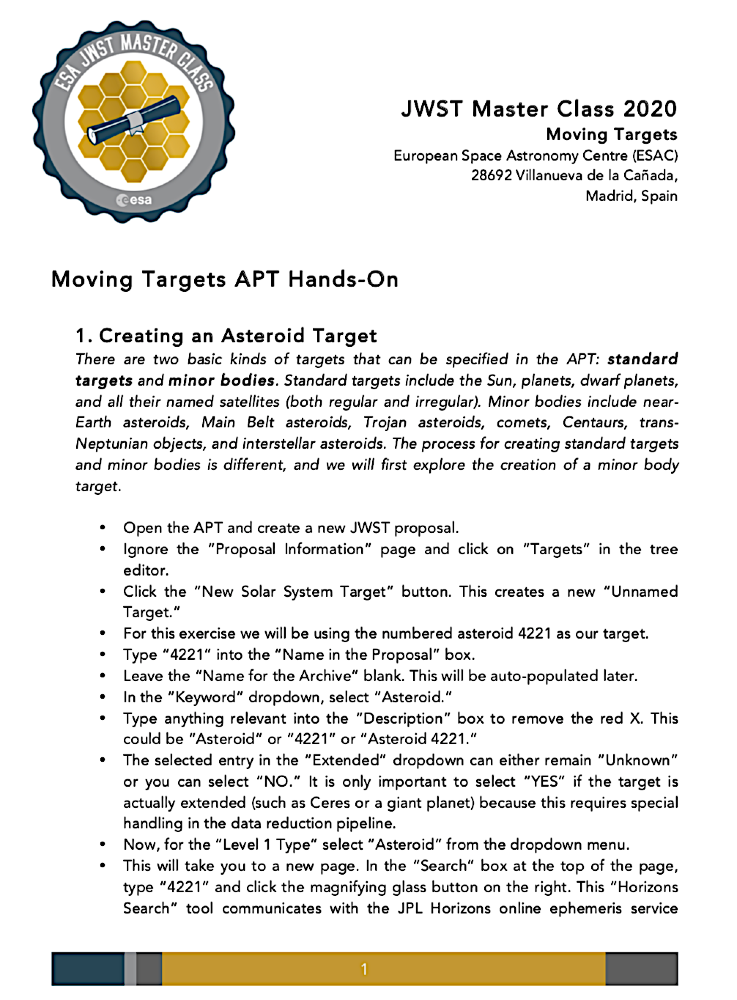 ESA JWST MASTER CLASS
esa
JWST Master Class 2020
Moving Targets
European Space Astronomy Centre (ESAC)
28692 Villanueva de la Cañada,
Madrid, Spain
Moving Targets APT Hands-On
1. Creating an Asteroid Target
There are two basic kinds of targets that can be specified in the APT: standard
targets and minor bodies. Standard targets include the Sun, planets, dwarf planets,
and all their named satellites (both regular and irregular). Minor bodies include near-
Earth asteroids, Main Belt asteroids, Trojan asteroids, comets, Centaurs, trans-
Neptunian objects, and interstellar asteroids. The process for creating standard targets
and minor bodies is different, and we will first explore the creation of a minor body
target.
• Open the APT and create a new JWST proposal.
• Ignore the "Proposal Information" page and click on "Targets" in the tree
editor.
• Click the "New Solar System Target" button. This creates a new "Unnamed
Target."
• For this exercise we will be using the numbered asteroid 4221 as our target.
• Type "4221" into the "Name in the Proposal" box.
• Leave the "Name for the Archive" blank. This will be auto-populated later.
• In the "Keyword" dropdown, select "Asteroid."
• Type anything relevant into the "Description" box to remove the red X. This
could be "Asteroid" or "4221" or "Asteroid 4221."
• The selected entry in the "Extended" dropdown can either remain "Unknown"
or you can select "NO." It is only important to select "YES" if the target is
actually extended (such as Ceres or a giant planet) because this requires special
handling in the data reduction pipeline.
• Now, for the "Level 1 Type" select "Asteroid" from the dropdown menu.
• This will take you to a new page. In the "Search" box at the top of the page,
type "4221" and click the magnifying glass button on the right. This "Horizons
Search" tool communicates with the JPL Horizons online ephemeris service
1